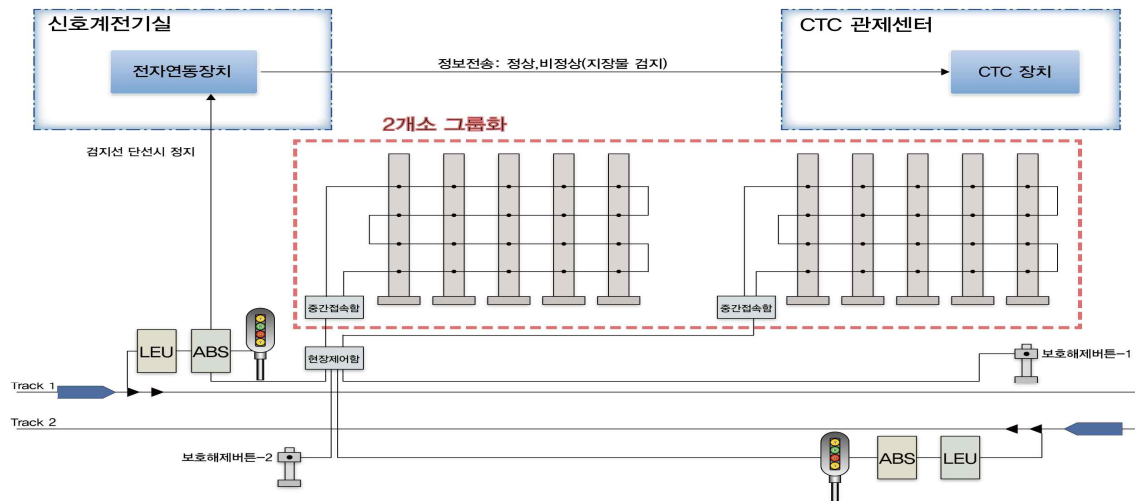 신호계전기실
CTC 관제센터
전자연동장치
정보전송: 정상,비정상(지장물 검지)
CTC 장치
2개소 그룹화
검지선 단선시 정지
중간접속함
중간접속함
LEU
ABS
현장제어함
보호해제버튼-1
Track 1
Track 2
보호해제버튼-2
ABS
LEU